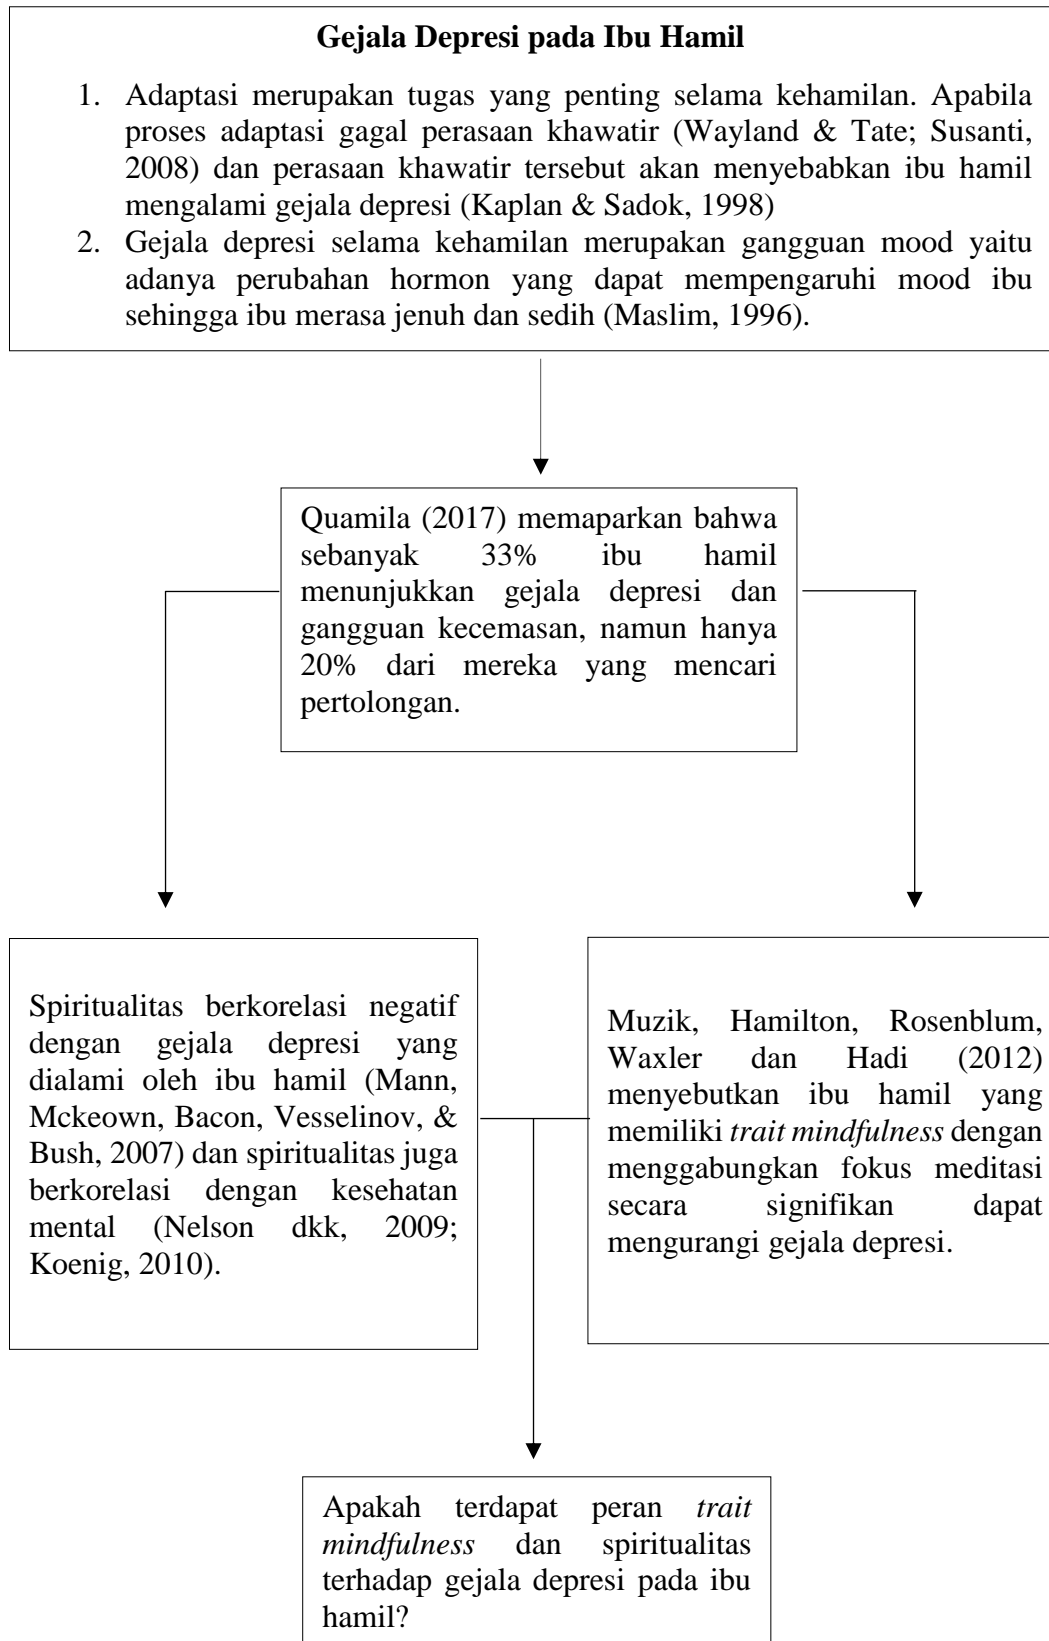 Gejala Depresi pada Ibu Hamil
1. Adaptasi merupakan tugas yang penting selama kehamilan. Apabila
proses adaptasi gagal perasaan khawatir (Wayland & Tate; Susanti,
2008) dan perasaan khawatir tersebut akan menyebabkan ibu hamil
mengalami gejala depresi (Kaplan & Sadok, 1998)
2. Gejala depresi selama kehamilan merupakan gangguan mood yaitu
adanya perubahan hormon yang dapat mempengaruhi mood ibu
sehingga ibu merasa jenuh dan sedih (Maslim, 1996).
Quamila (2017) memaparkan bahwa
sebanyak 33% ibu hamil
menunjukkan gejala depresi dan
gangguan kecemasan, namun hanya
20% dari mereka yang mencari
pertolongan.
Spiritualitas berkorelasi negatif
dengan gejala depresi yang
dialami oleh ibu hamil (Mann,
Mckeown, Bacon, Vesselinov, &
Bush, 2007) dan spiritualitas juga
berkorelasi dengan kesehatan
mental (Nelson dkk, 2009;
Koenig, 2010).
Muzik, Hamilton, Rosenblum,
Waxler dan Hadi (2012)
menyebutkan ibu hamil yang
memiliki trait mindfulness dengan
menggabungkan fokus meditasi
secara signifikan dapat
mengurangi gejala depresi.
Apakah terdapat peran trait
mindfulness dan spiritualitas
terhadap gejala depresi pada ibu
hamil?